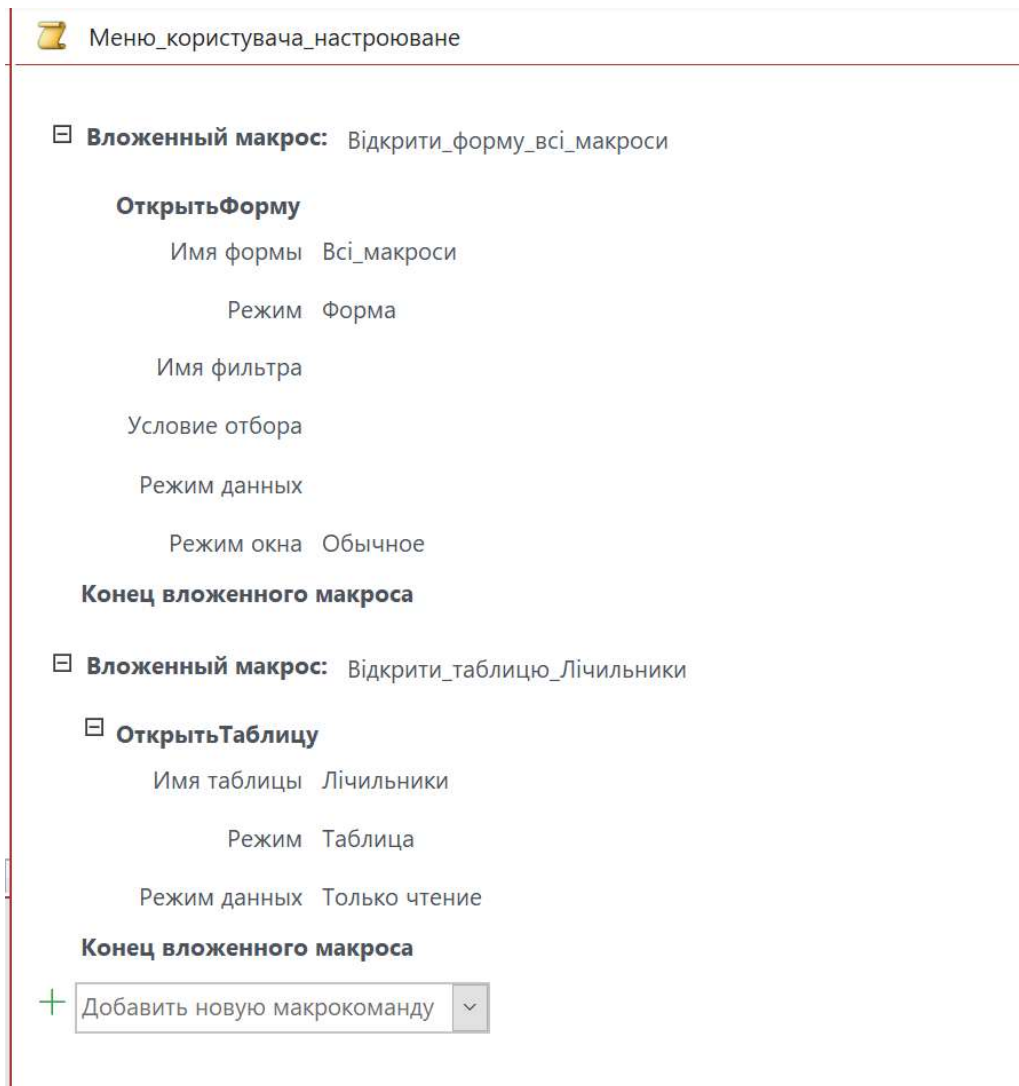 Меню_користувача_настроюване
Вложенный макрос: Відкрити_форму_всі_макроси
ОткрытьФорму
Имя формы Всі_макроси
Режим Форма
Имя фильтра
Условие отбора
Режим данных
Режим окна Обычное
Конец вложенного макроса
Вложенный макрос: Відкрити_таблицю_Лічильники
ОткрытьТаблицу
Имя таблицы Лічильники
Режим Таблица
Режим данных Только чтение
Конец вложенного макроса
Добавить новую макрокоманду